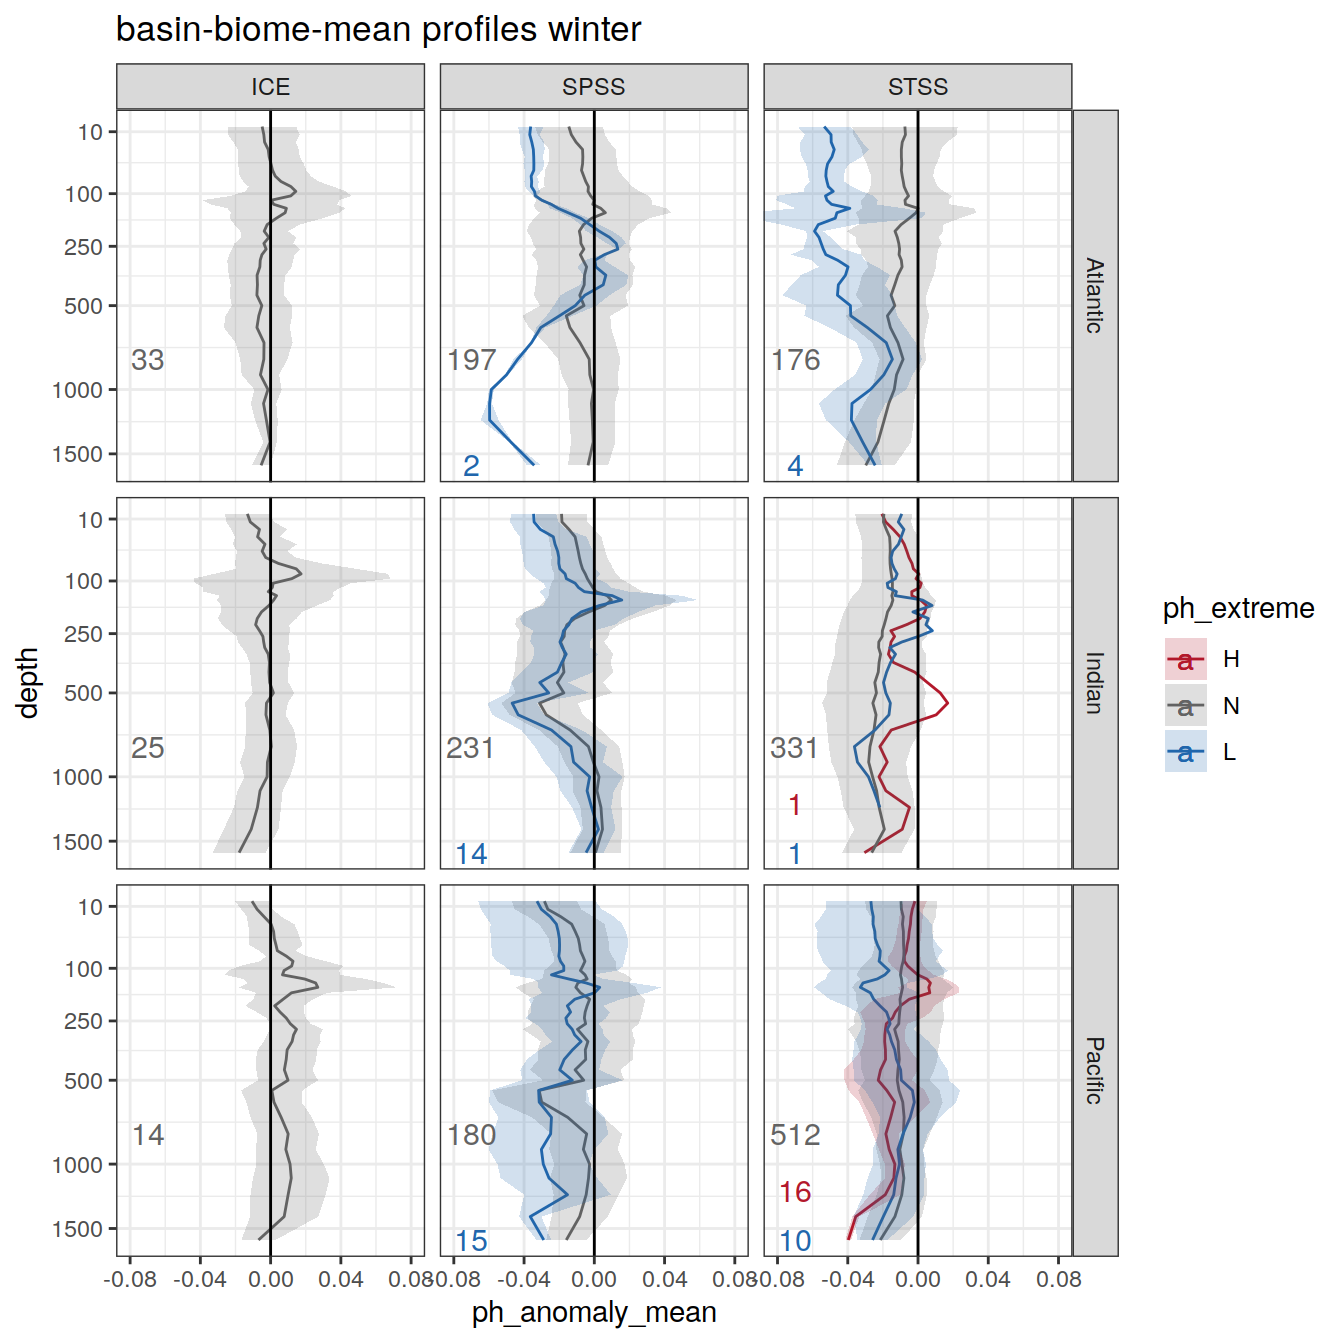 basin-biome-mean profiles winter
ICE SPSS STSS
10
100
250
500
1000
1500
33
197
2
176
4
Atlantic
10
100
250
500
1000
1500
25
231
14
331
1
1
Indian
10
100
250
500
1000
1500
14
180
15
512
16
10
Pacific
depth
-0.08 -0.04 0.00 0.04 0.08
-0.08 -0.04 0.00 0.04 0.08
-0.08 -0.04 0.00 0.04 0.08
ph_anomaly_mean
ph_extreme
a H
a N
a L